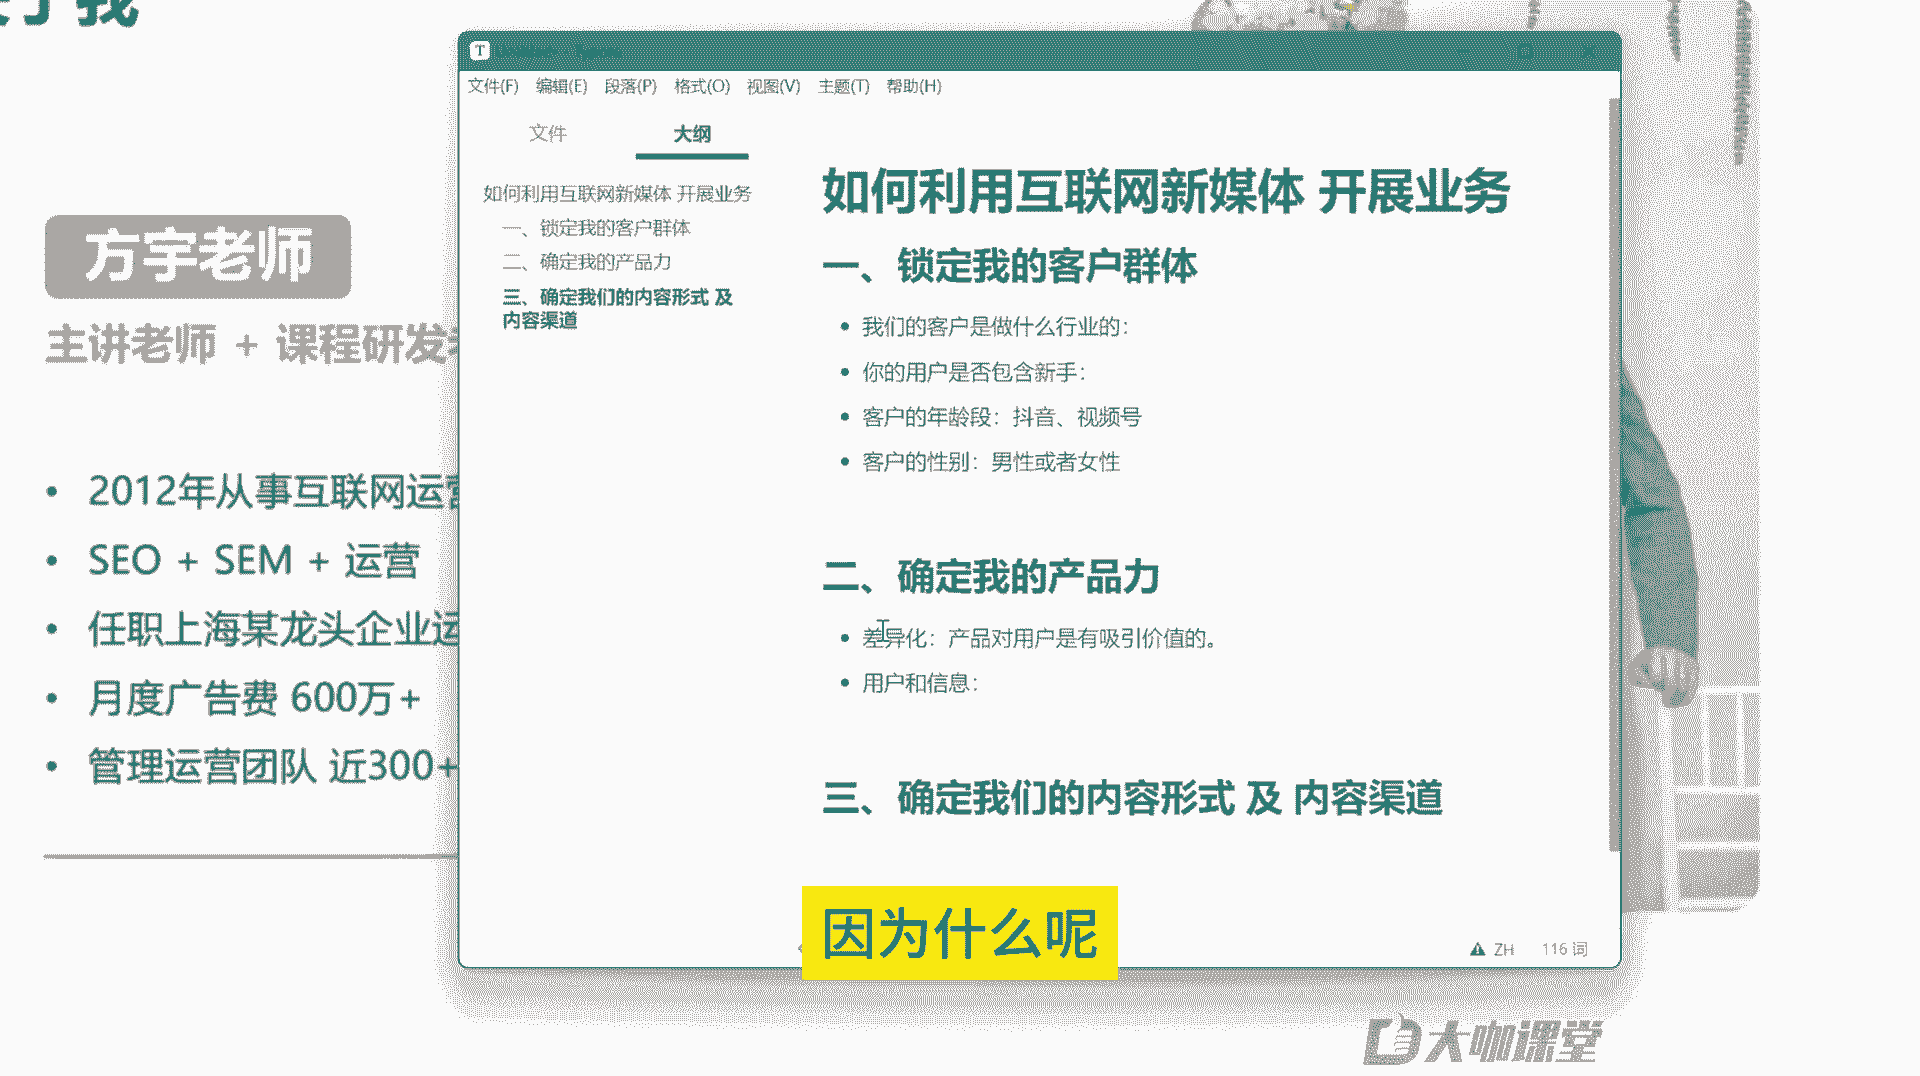 方宇老师
主讲老师 + 课程研发
2012年从事互联网运营
SEO + SEM + 运营
任职上海某龙头企业运
月度广告费 600万+
管理运营团队 近300+
文件(F) 编辑(E) 段落(P) 格式(O) 视图(V) 主题(T) 帮助(H)
文件 大纲
如何利用互联网新媒体 开展业务
一、锁定我的客户群体
二、确定我的产品力
三、确定我们的内容形式 及
内容渠道
如何利用互联网新媒体 开展业务
一、锁定我的客户群体
我们的客户是做什么行业的：
你的用户是否包含新手：
客户的年龄段：抖音、视频号
客户的性别：男性或者女性
二、确定我的产品力
差异化：产品对用户是有吸引价值的。
用户和信息：
三、确定我们的内容形式 及 内容渠道
因为什么呢
ZH 116 词
大咖课堂